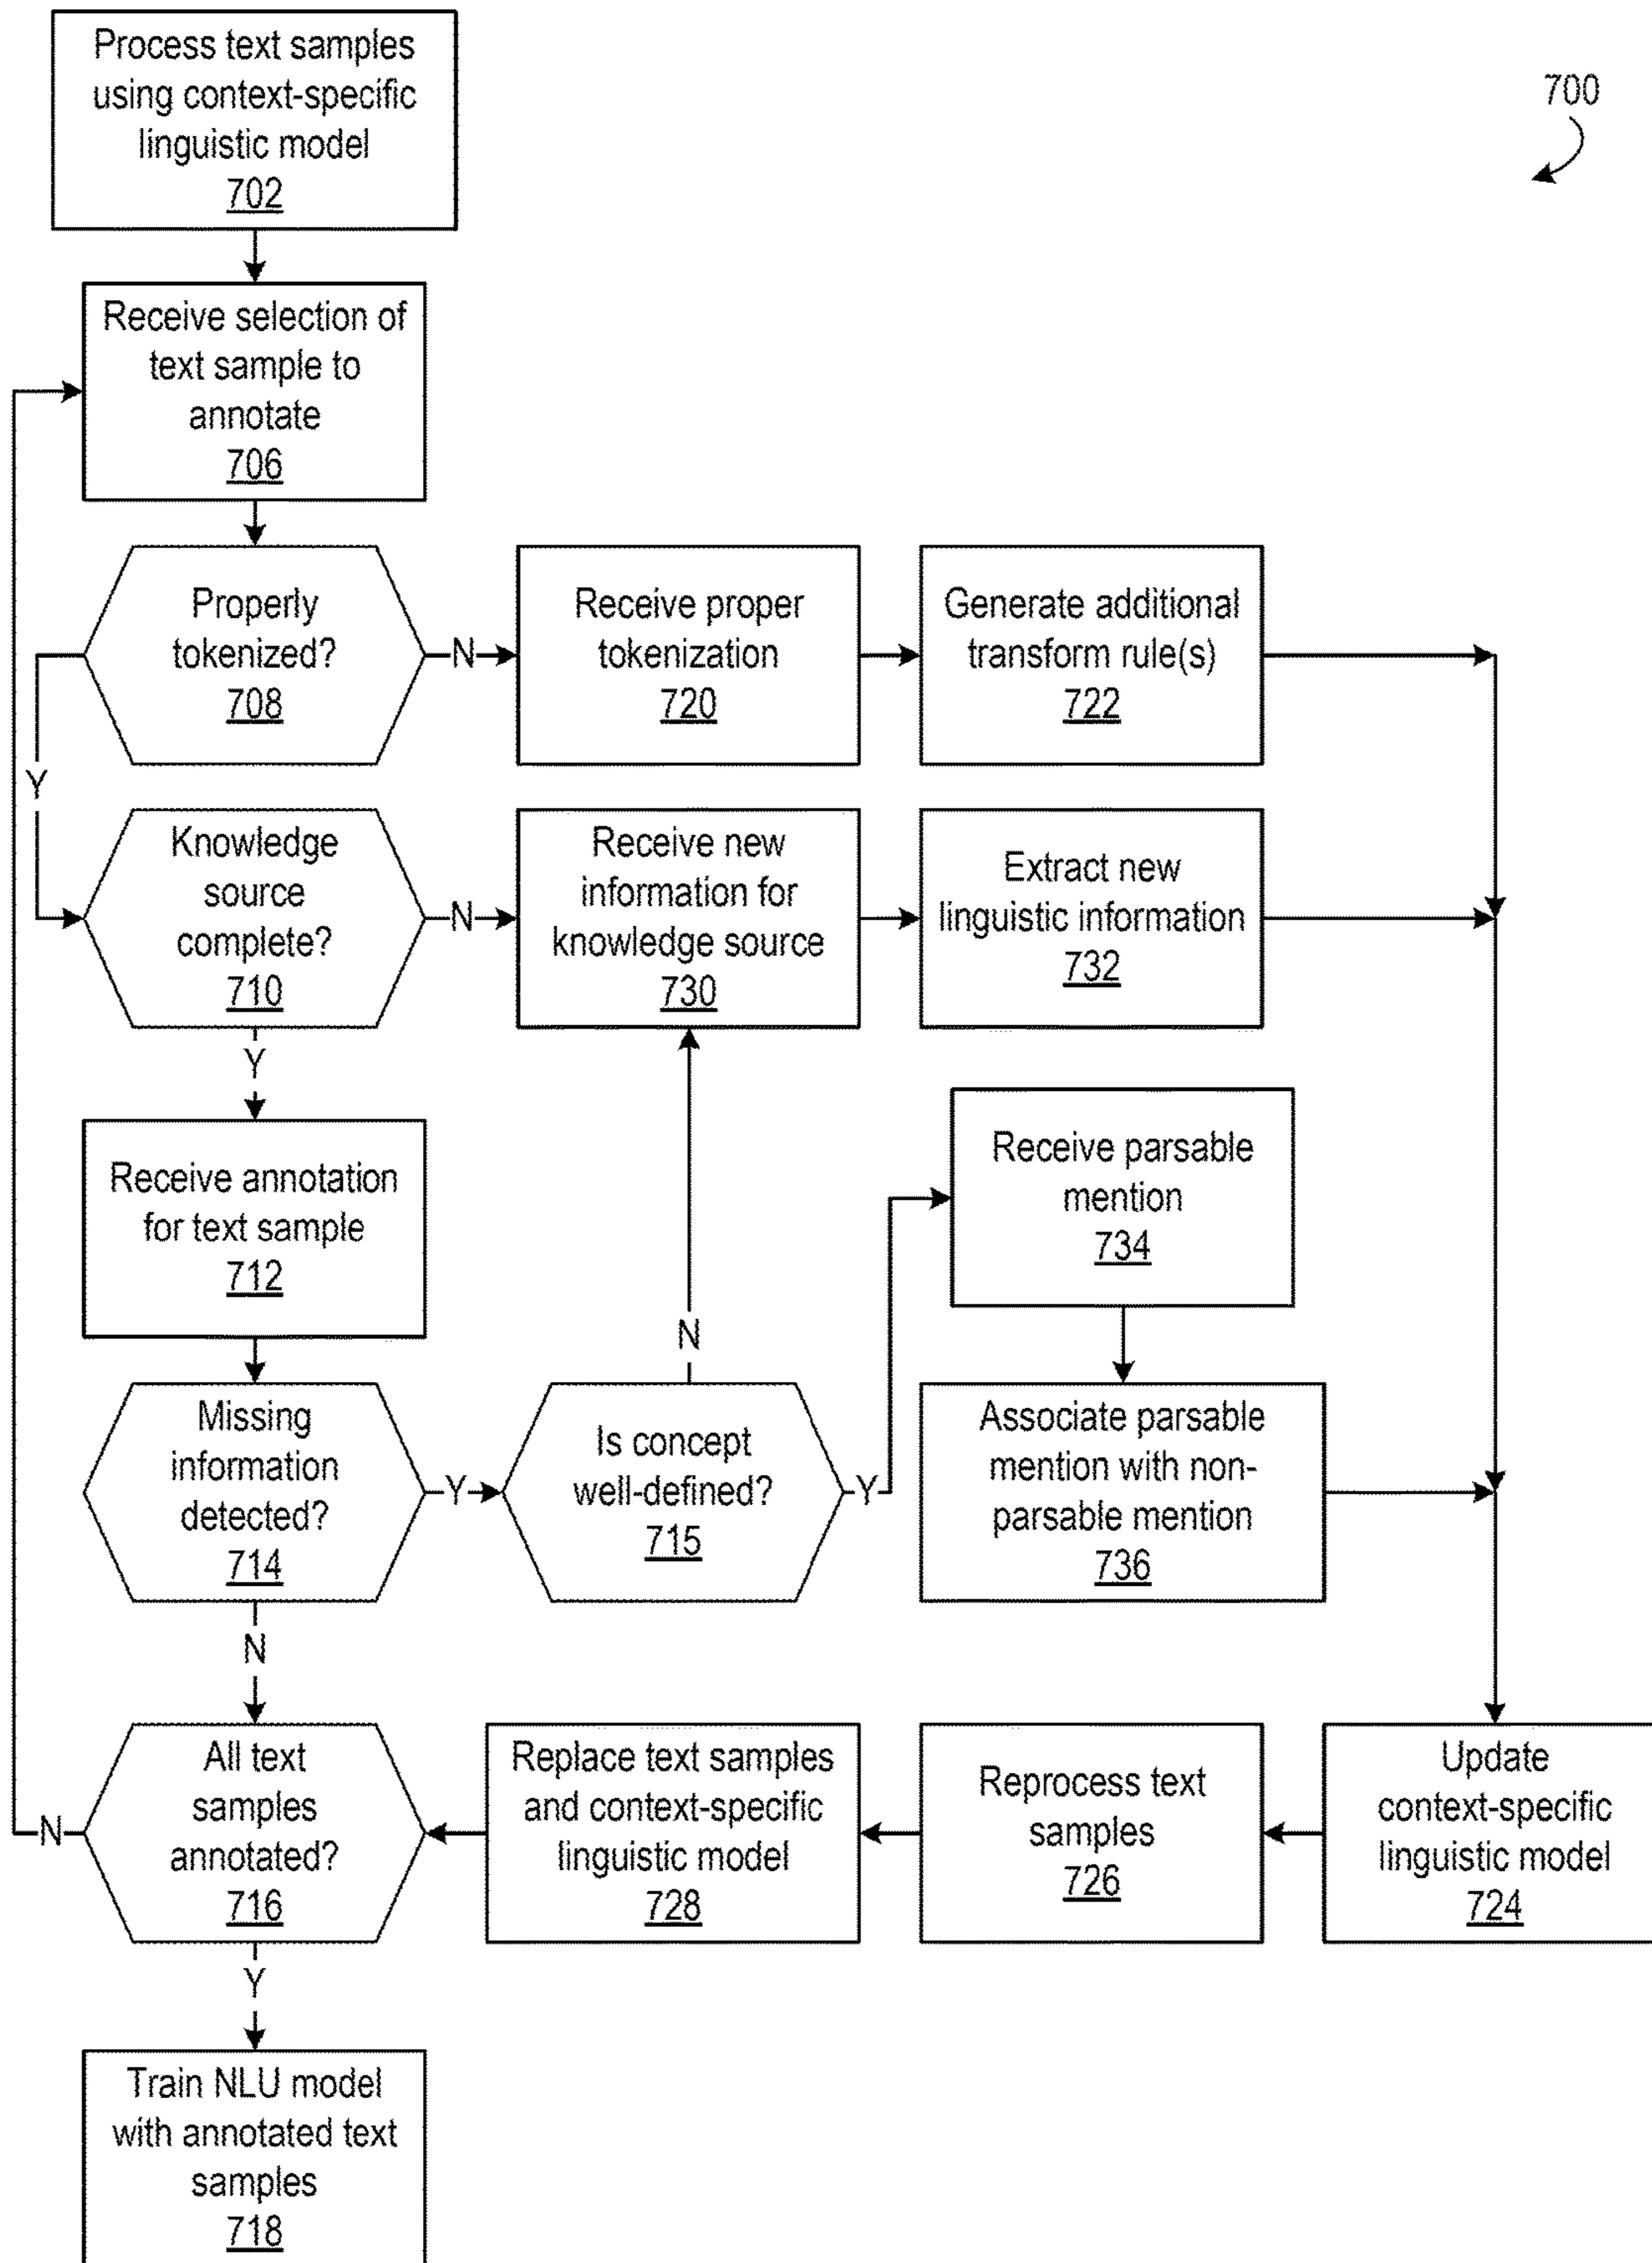 Process text samples
using context-specific
linguistic model
702
700
Receive selection of
text sample to
annotate
706
Properly
tokenized?
708
N
Receive proper
tokenization
720
Generate additional
transform rule(s)
722
Y
Knowledge
source
complete?
710
N
Receive new
information for
knowledge source
730
Extract new
linguistic information
732
Y
Receive annotation
for text sample
712
Receive parsable
mention
734
N
Missing
information
detected?
714
Y
Is concept
well-defined?
715
Y
Associate parsable
mention with non-
parsable mention
736
N
All text
samples
annotated?
716
N
Replace text samples
and context-specific
linguistic model
728
Reprocess text
samples
726
Update
context-specific
linguistic model
724
Y
Train NLU model
with annotated text
samples
718